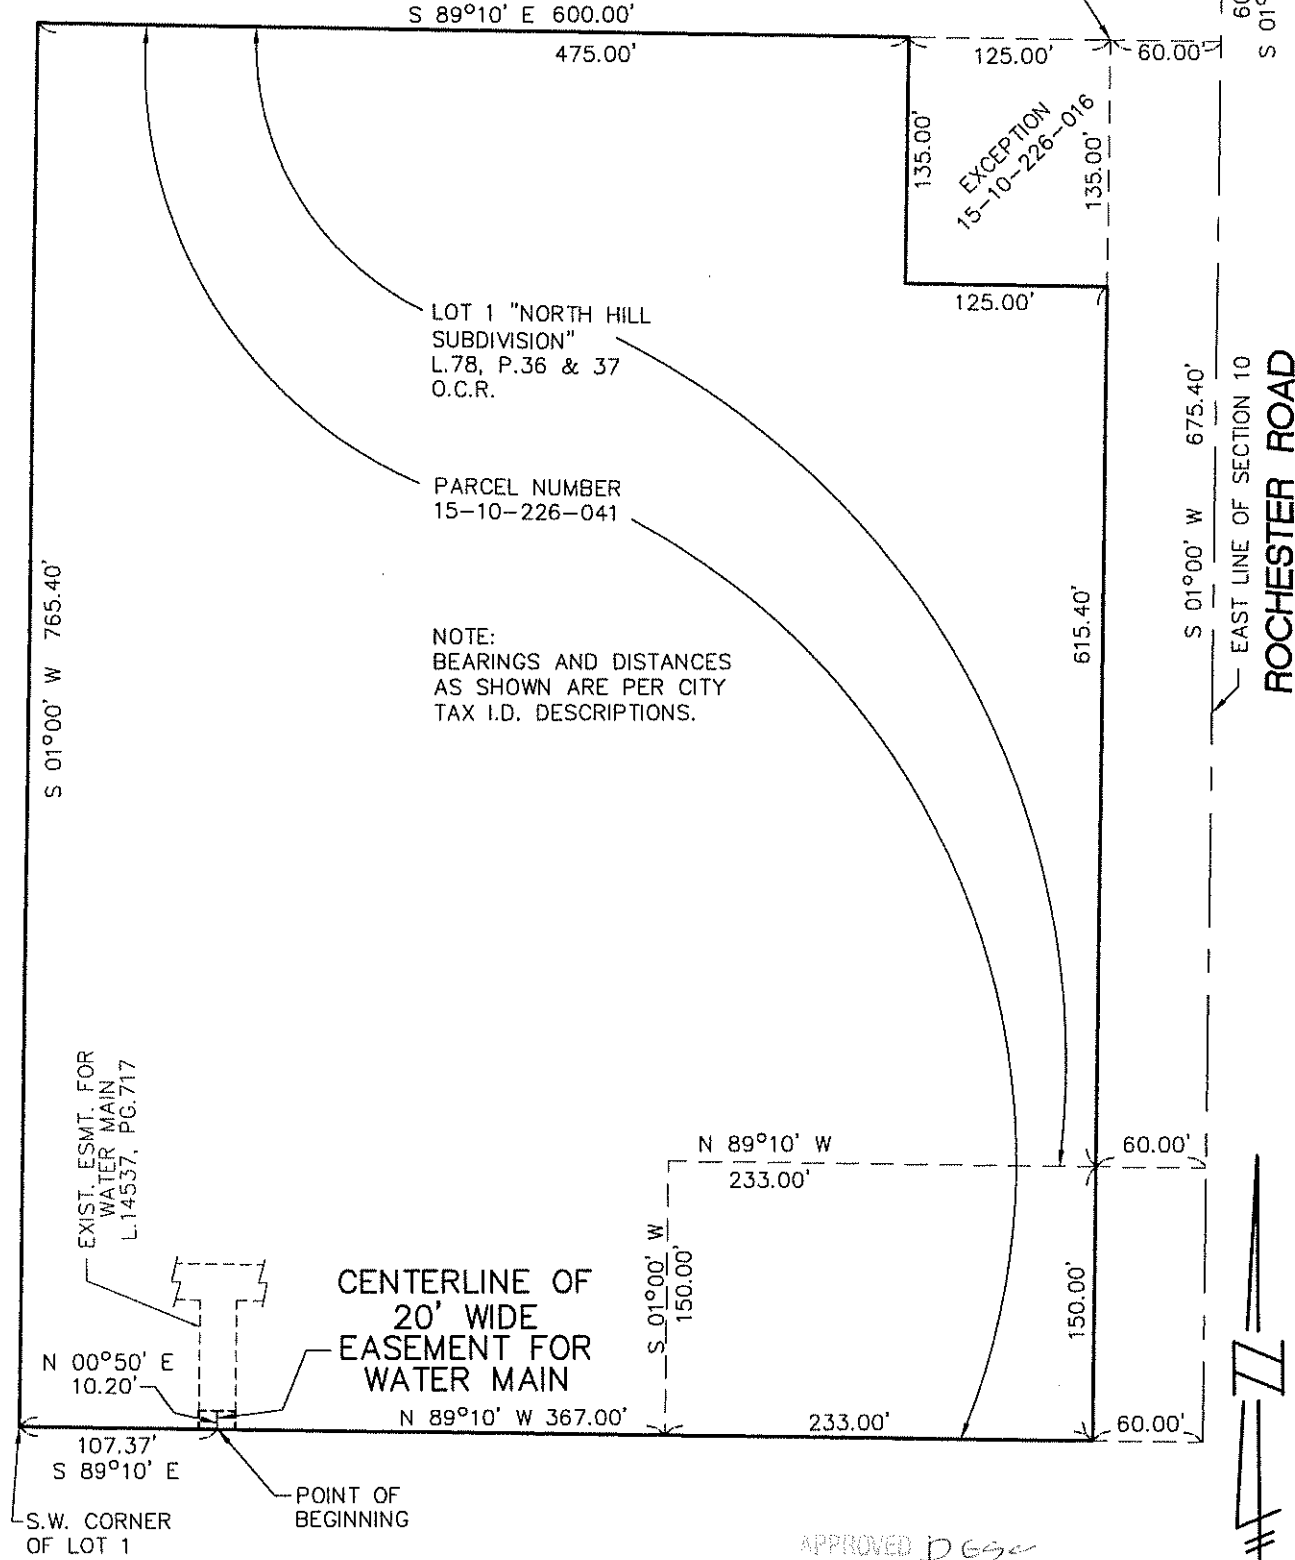 S 89°10' E 600.00'
475.00'
125.00'
60.00'
60
S 01°
135.00'
EXCEPTION
15-10-226-016
135.00'
125.00'
LOT 1 "NORTH HILL
SUBDIVISION"
L.78, P.36 & 37
O.C.R.
PARCEL NUMBER
15-10-226-041
NOTE:
BEARINGS AND DISTANCES
AS SHOWN ARE PER CITY
TAX I.D. DESCRIPTIONS.
S 01°00' W 765.40'
615.40'
S 01°00' W 675.40'
EAST LINE OF SECTION 10
ROCHESTER ROAD
EXIST. ESMT. FOR
WATER MAIN
L.14537, PG.717
N 89°10' W
233.00'
60.00'
S 01°00' W
150.00'
150.00'
CENTERLINE OF
20' WIDE
EASEMENT FOR
WATER MAIN
N 00°50' E
10.20'
N 89°10' W 367.00'
233.00'
60.00'
107.37'
S 89°10' E
POINT OF
BEGINNING
S.W. CORNER
OF LOT 1
APPROVED